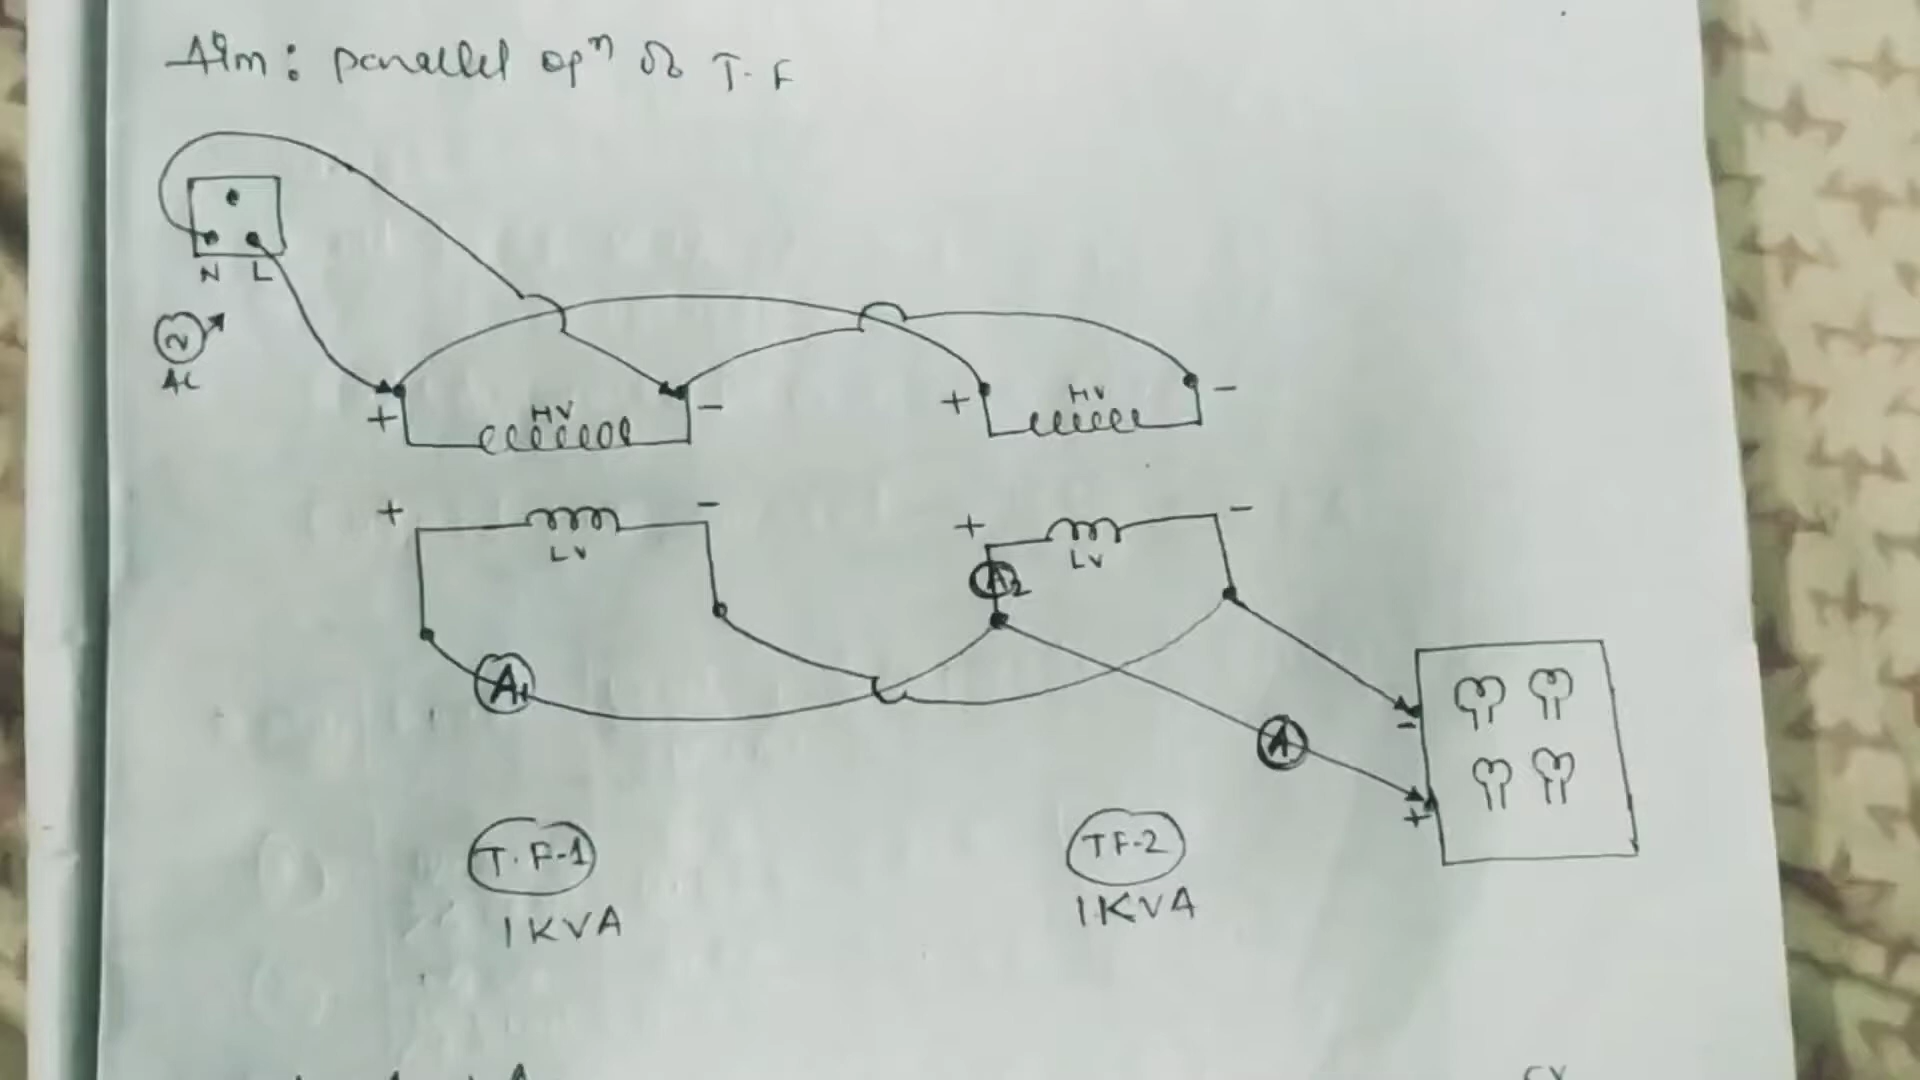 Aim: parallel opn of T.F
N L
AC
+ HV - + HV -
+ - + -
LV LV
A2
A1
-
A
+
T.F-1 TF-2
1KVA 1KVA